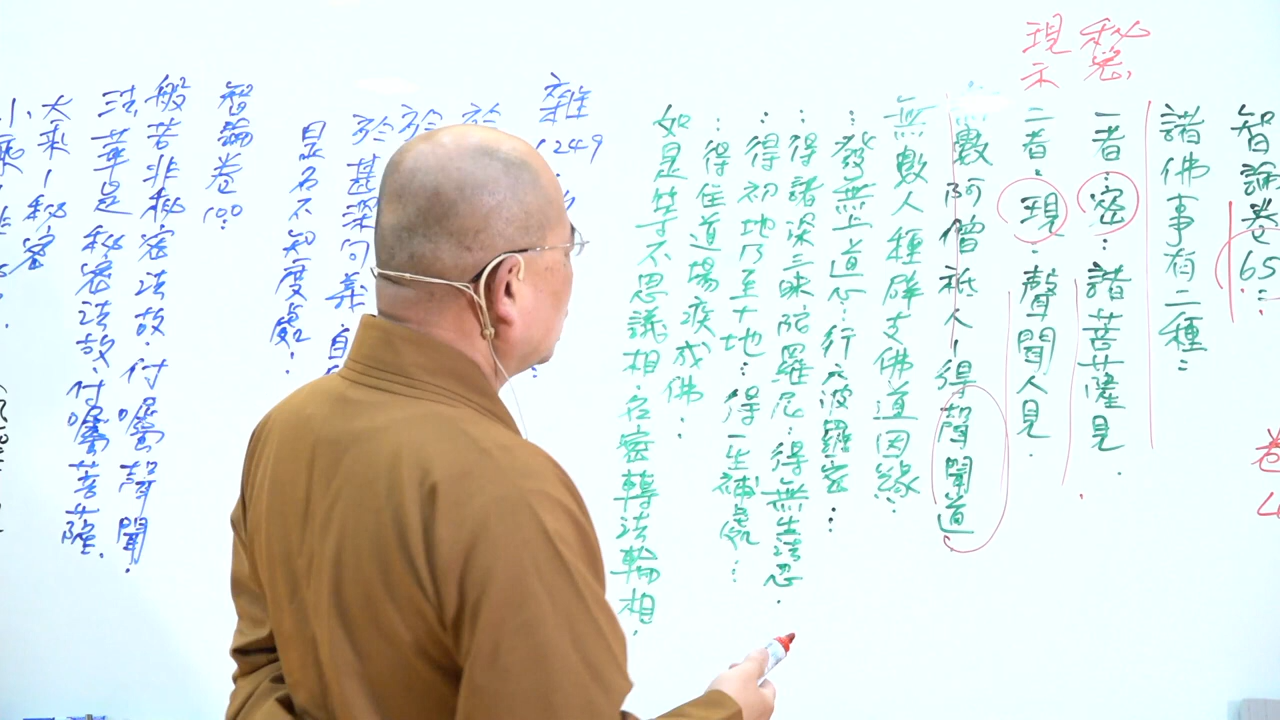 智論卷65：
諸佛事有二種：
秘密
一者：密：諸菩薩見．
現示
二者：現：聲聞人見．
無數阿僧祇人–得聲聞道
無數人種辟支佛道因緣⋮
⋮發無上道心⋮行六波羅蜜⋮
⋮得諸深三昧陀羅尼⋮得無生法忍．
⋮得初地乃至十地⋮得一生補處⋮
⋮得住道場疾成佛⋮
如是等不思議相名密轉法輪相．
雜1249
於
於
於甚深句義自
是名不知度處．
智論卷100：
般若非秘密法故．付囑聲聞．
法華是秘密法故．付囑菩薩．
大乘–秘密
小乘
卷